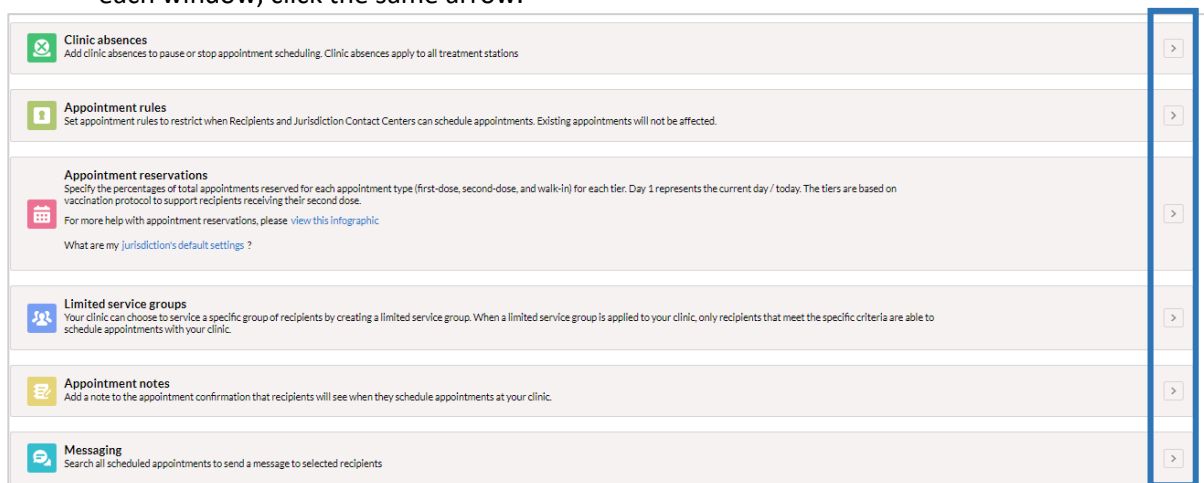 each window, click the same arrow.
Clinic absences
Add clinic absences to pause or stop appointment scheduling. Clinic absences apply to all treatment stations
Appointment rules
Set appointment rules to restrict when Recipients and Jurisdiction Contact Centers can schedule appointments. Existing appointments will not be affected.
Appointment reservations
Specify the percentages of total appointments reserved for each appointment type (first-dose, second-dose, and walk-in) for each tier. Day 1 represents the current day / today. The tiers are based on
vaccination protocol to support recipients receiving their second dose.
For more help with appointment reservations, please view this infographic
What are my jurisdiction's default settings ?
Limited service groups
Your clinic can choose to service a specific group of recipients by creating a limited service group. When a limited service group is applied to your clinic, only recipients that meet the specific criteria are able to
schedule appointments with your clinic.
Appointment notes
Add a note to the appointment confirmation that recipients will see when they schedule appointments at your clinic.
Messaging
Search all scheduled appointments to send a message to selected recipients